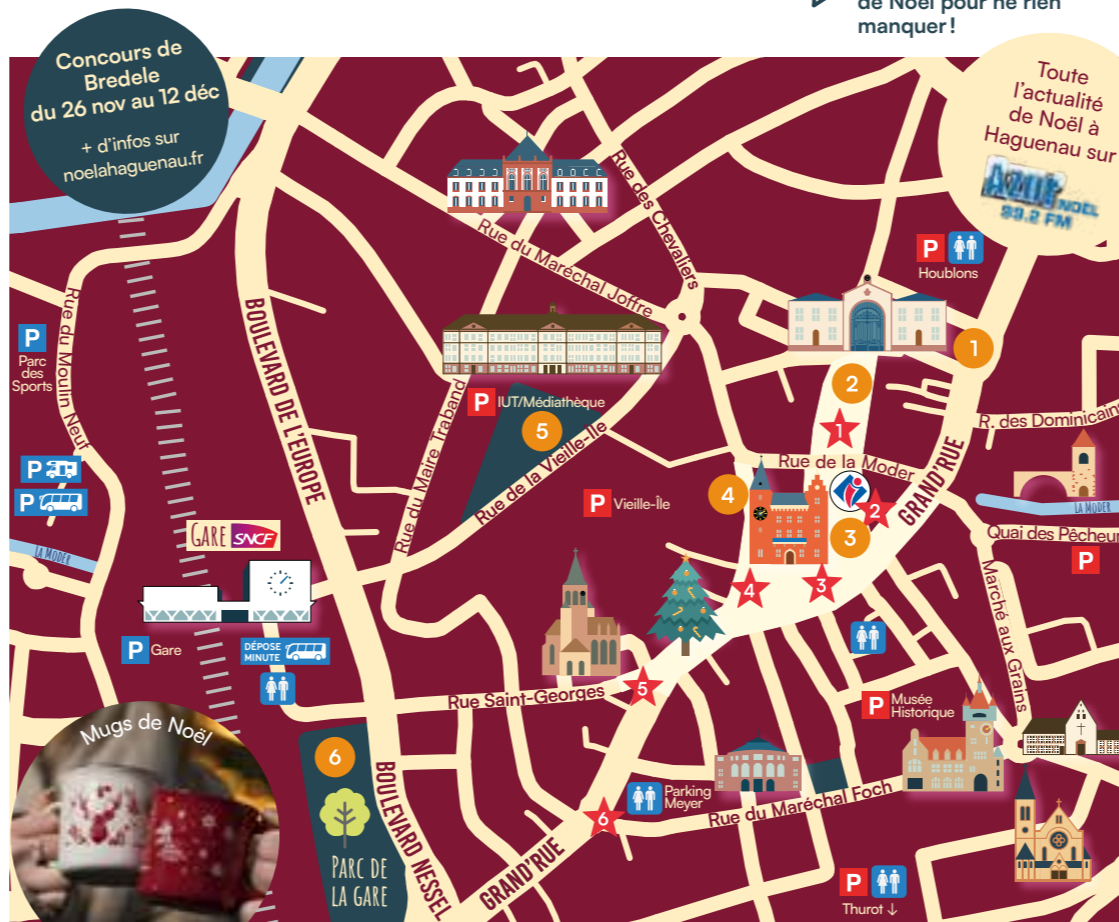 de Noël pour ne rien
manquer !
Concours de
Bredele
du 26 nov au 12 déc
+ d'infos sur
noelahaguenau.fr
Toute
l'actualité
de Noël à
Haguenau sur
Azur NOEL
99.2 FM
Rue des Chevaliers
Rue du Maréchal Joffre
P
Houblons
Rue du Moulin Neuf
P
Parc
des
Sports
BOULEVARD DE L'EUROPE
1
2
1
P IUT/Médiathèque
5
Rue du Maire Traband
Rue de la Vieille-Ile
R. des Dominicains
Rue de la Moder
GRAND'RUE
P
P
4
2
3
P Vieille-Île
LA MODER
Quai des Pêcheurs
P
LA MODER
GARE SNCF
4
3
Marché aux Grains
P Gare
DÉPOSE
MINUTE
5
Rue Saint-Georges
P Musée
Historique
Mugs de Noël
6
PARC DE
LA GARE
BOULEVARD NESSEL
Parking
Meyer
6
Rue du Maréchal Foch
GRAND'RUE
P
Thurot ↓